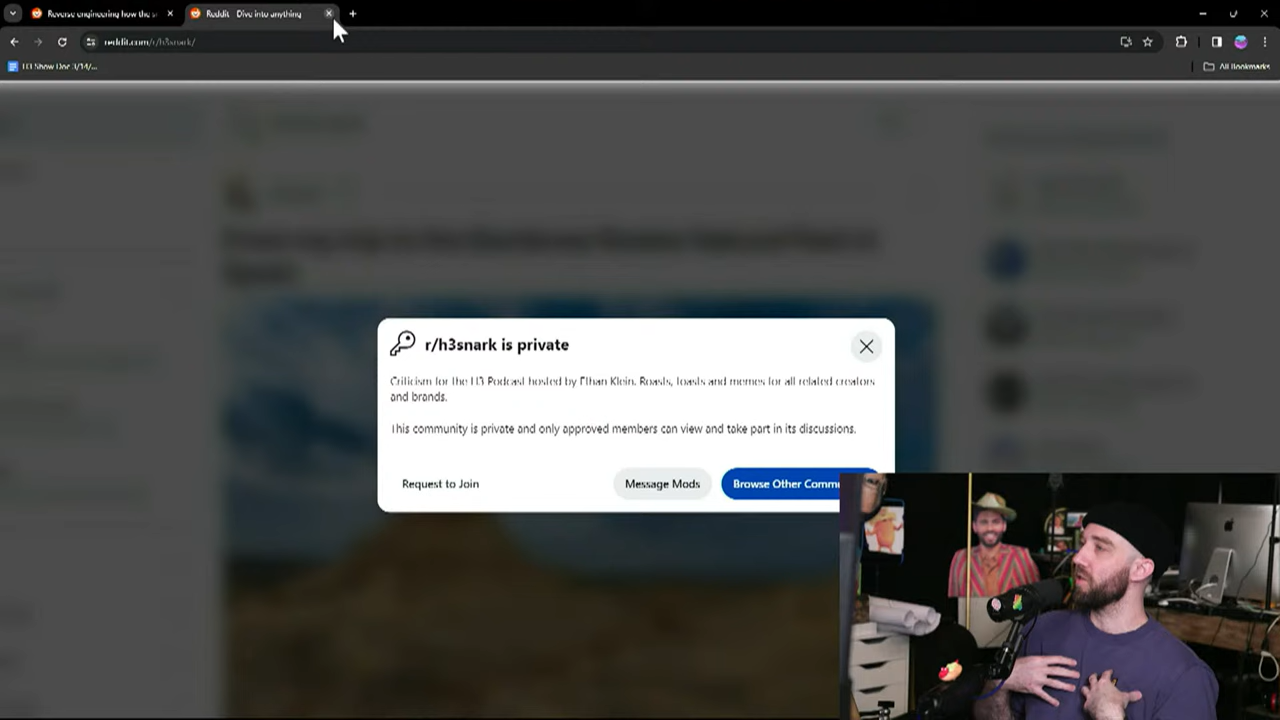 Reverse engineering how the s
Reddit - Dive into anything
reddit.com/r/h3snark/
H3 Show Doc 3/14/...
All Bookmarks
r/h3snark is private
Criticism for the H3 Podcast hosted by Ethan Klein. Roasts, toasts and memes for all related creators
and brands.
This community is private and only approved members can view and take part in its discussions.
Request to Join
Message Mods
Browse Other Commu